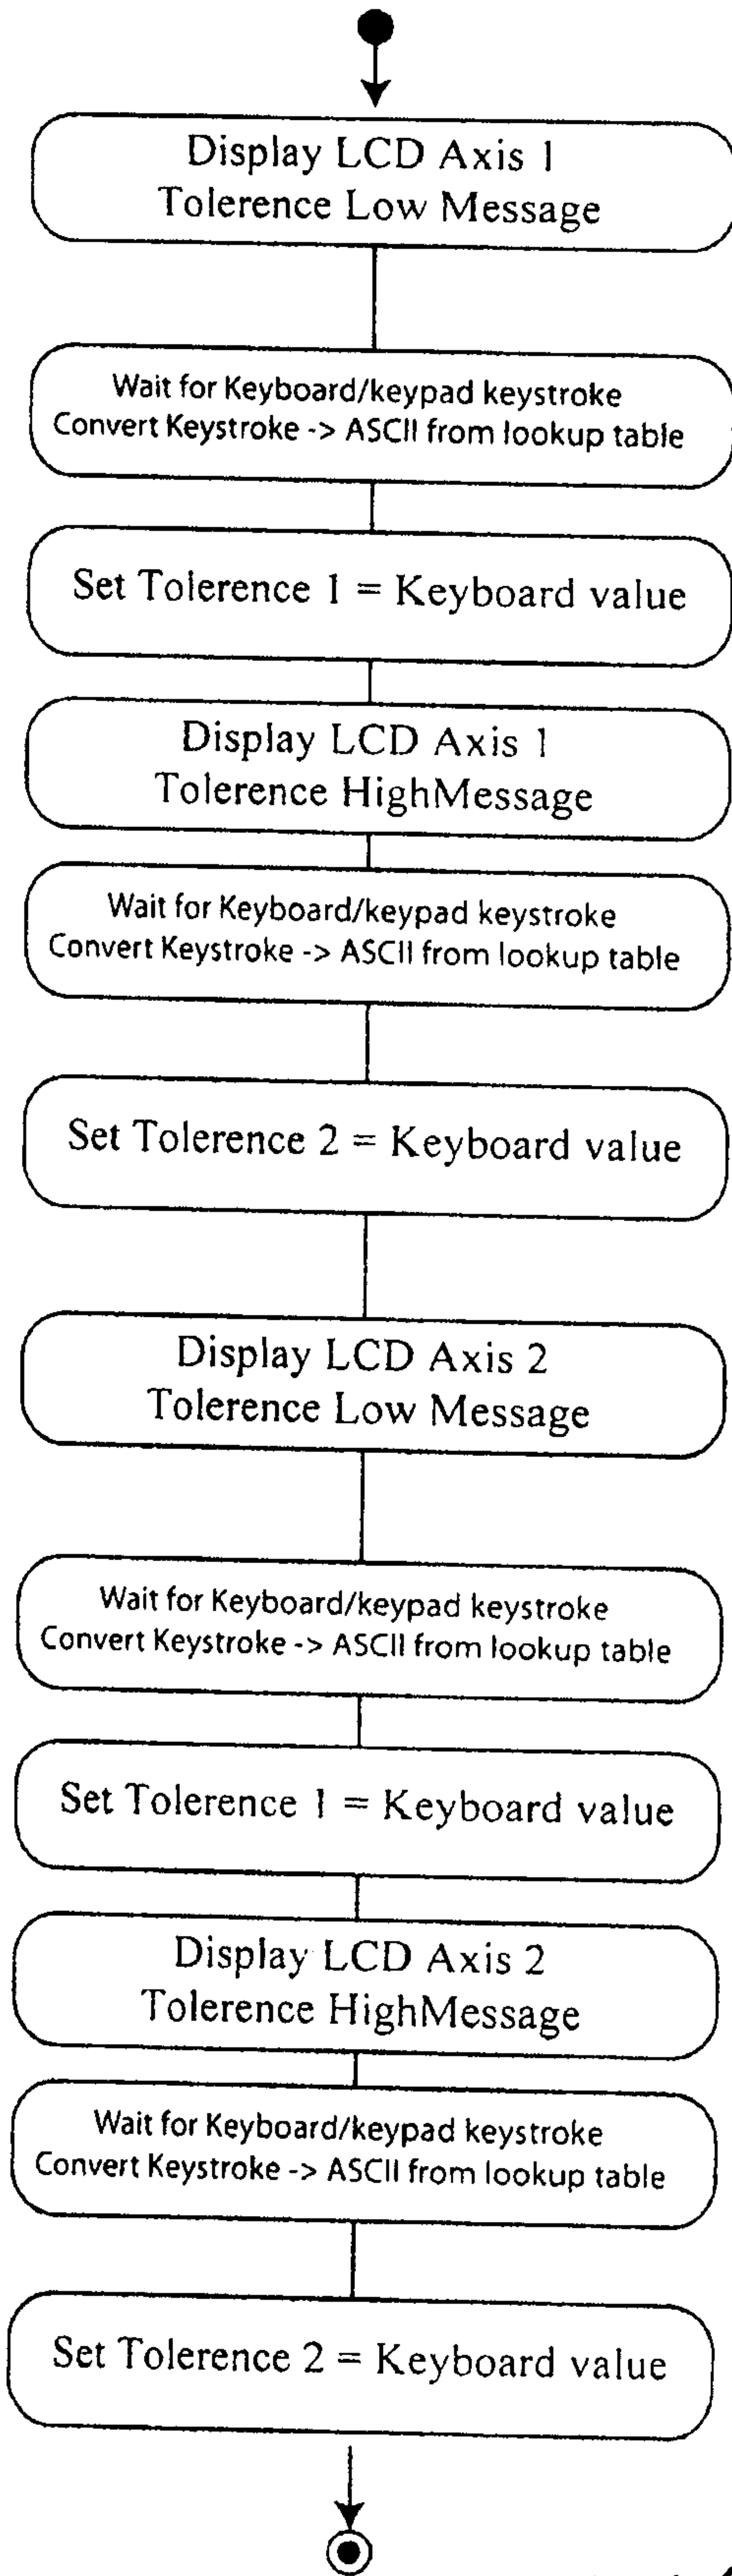 Display LCD Axis 1
Tolerence Low Message
Wait for Keyboard/keypad keystroke
Convert Keystroke -> ASCII from lookup table
Set Tolerence 1 = Keyboard value
Display LCD Axis 1
Tolerence HighMessage
Wait for Keyboard/keypad keystroke
Convert Keystroke -> ASCII from lookup table
Set Tolerence 2 = Keyboard value
Display LCD Axis 2
Tolerence Low Message
Wait for Keyboard/keypad keystroke
Convert Keystroke -> ASCII from lookup table
Set Tolerence 1 = Keyboard value
Display LCD Axis 2
Tolerence HighMessage
Wait for Keyboard/keypad keystroke
Convert Keystroke -> ASCII from lookup table
Set Tolerence 2 = Keyboard value